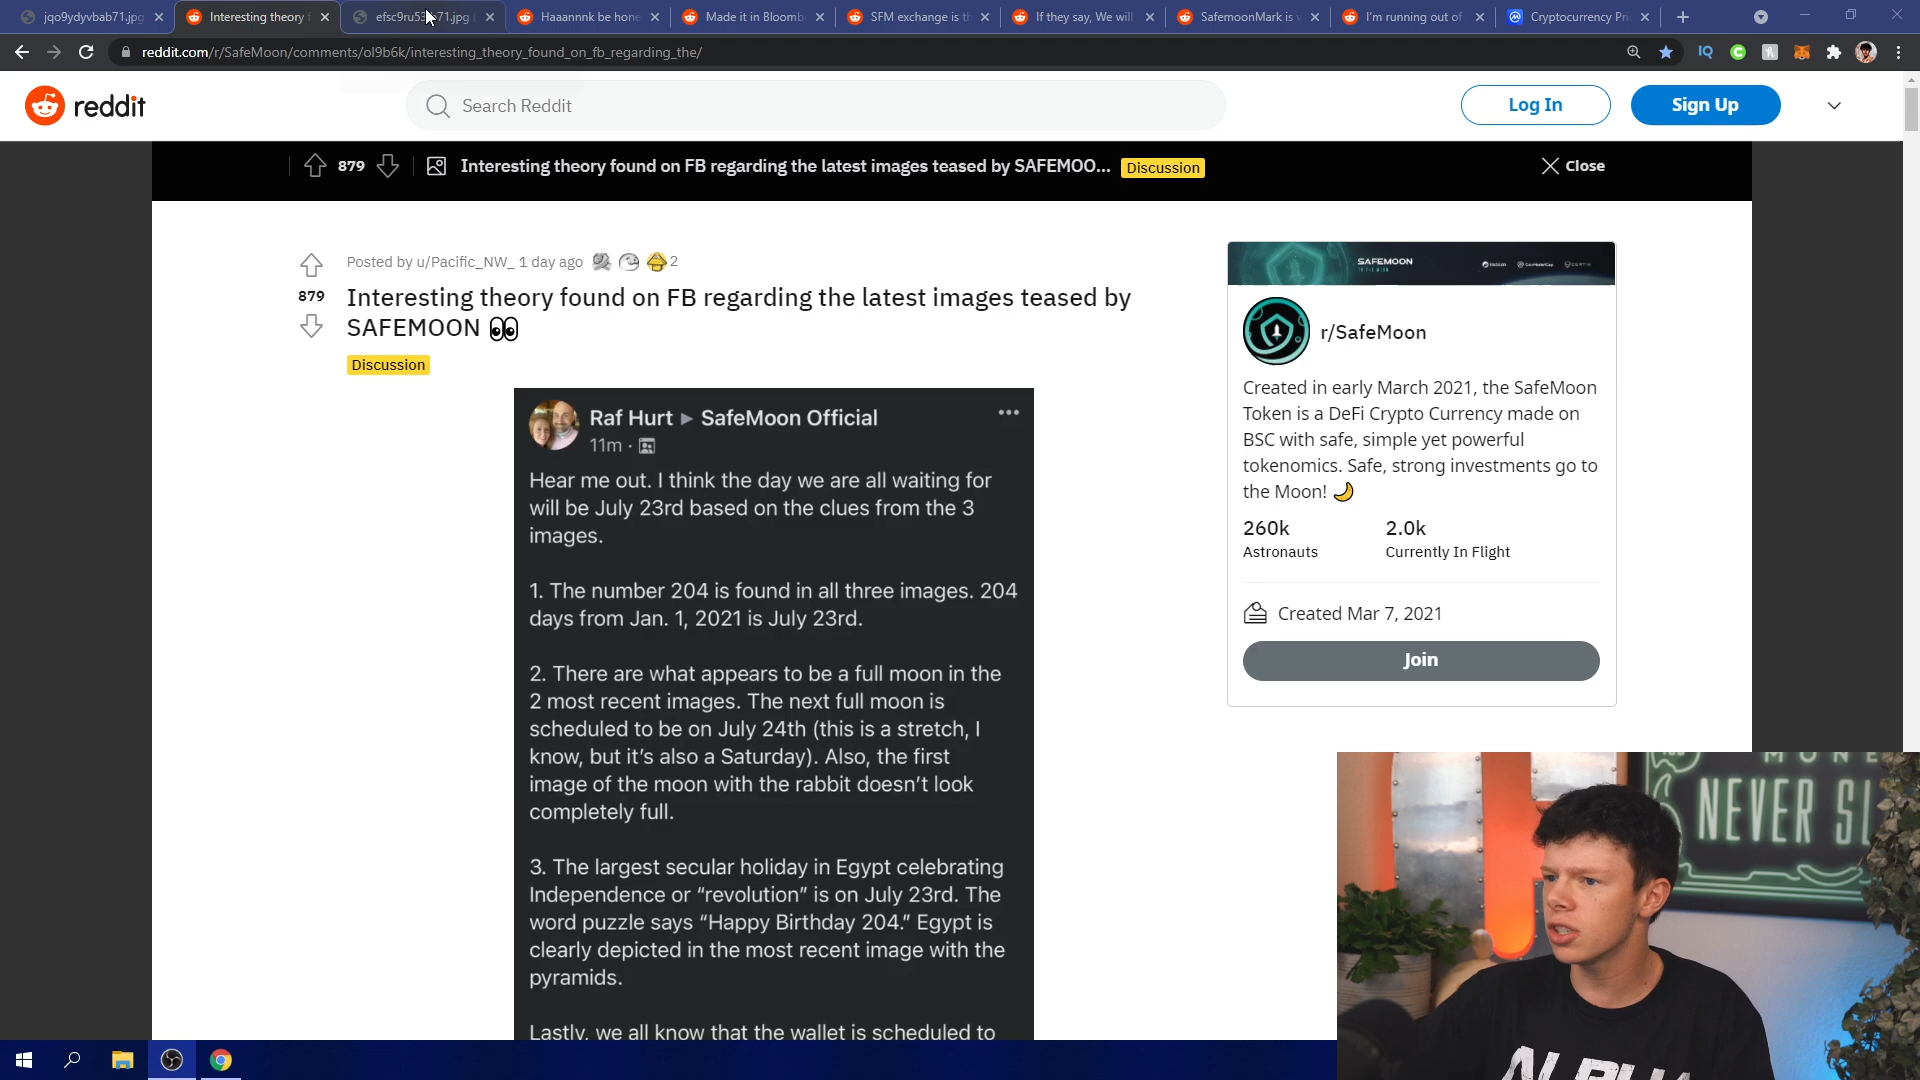 jqo9ydyvbab71.jpg
Interesting theory f
efsc9ru53 71.jpg (
Haaannnk be hone
Made it in Bloomb
SFM exchange is th
If they say, We will
SafemoonMark is v
I'm running out of
Cryptocurrency Pri
reddit.com/r/SafeMoon/comments/ol9b6k/interesting_theory_found_on_fb_regarding_the/
IQ
reddit
Search Reddit
Log In
Sign Up
879
Interesting theory found on FB regarding the latest images teased by SAFEMOO...
Discussion
Close
Posted by u/Pacific_NW_ 1 day ago
2
879
Interesting theory found on FB regarding the latest images teased by
SAFEMOON 👀
Discussion
Raf Hurt ▸ SafeMoon Official
11m ·
Hear me out. I think the day we are all waiting for
will be July 23rd based on the clues from the 3
images.
1. The number 204 is found in all three images. 204
days from Jan. 1, 2021 is July 23rd.
2. There are what appears to be a full moon in the
2 most recent images. The next full moon is
scheduled to be on July 24th (this is a stretch, I
know, but it's also a Saturday). Also, the first
image of the moon with the rabbit doesn't look
completely full.
3. The largest secular holiday in Egypt celebrating
Independence or "revolution" is on July 23rd. The
word puzzle says "Happy Birthday 204." Egypt is
clearly depicted in the most recent image with the
pyramids.
Lastly, we all know that the wallet is scheduled to
SAFEMOON
r/SafeMoon
Created in early March 2021, the SafeMoon
Token is a DeFi Crypto Currency made on
BSC with safe, simple yet powerful
tokenomics. Safe, strong investments go to
the Moon! 🌙
260k
Astronauts
2.0k
Currently In Flight
Created Mar 7, 2021
Join
MORE
NEVER SL
ALPHA